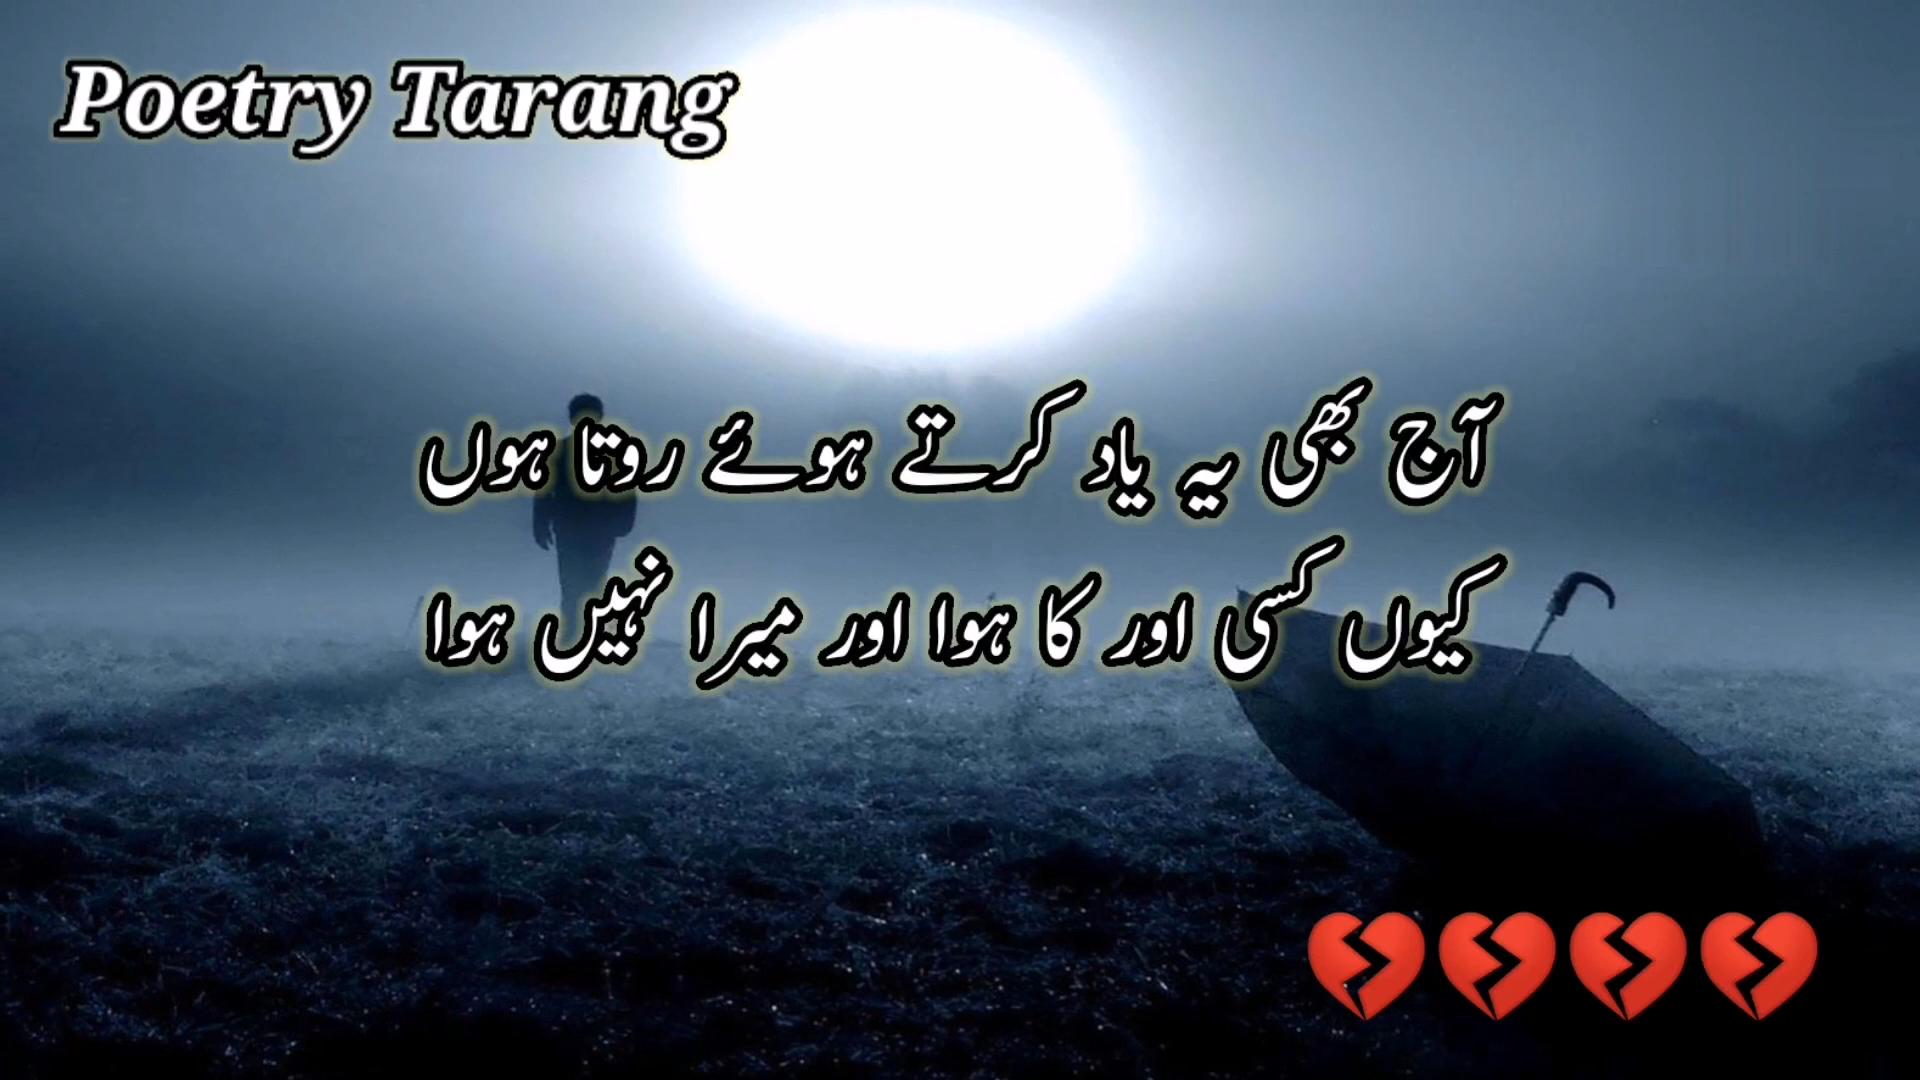 Poetry Tarang
آج بھی یہ یاد کرتے ہوئے روتا ہوں
کیوں کسی اور کا ہوا اور میرا نہیں ہوا
💔💔💔💔